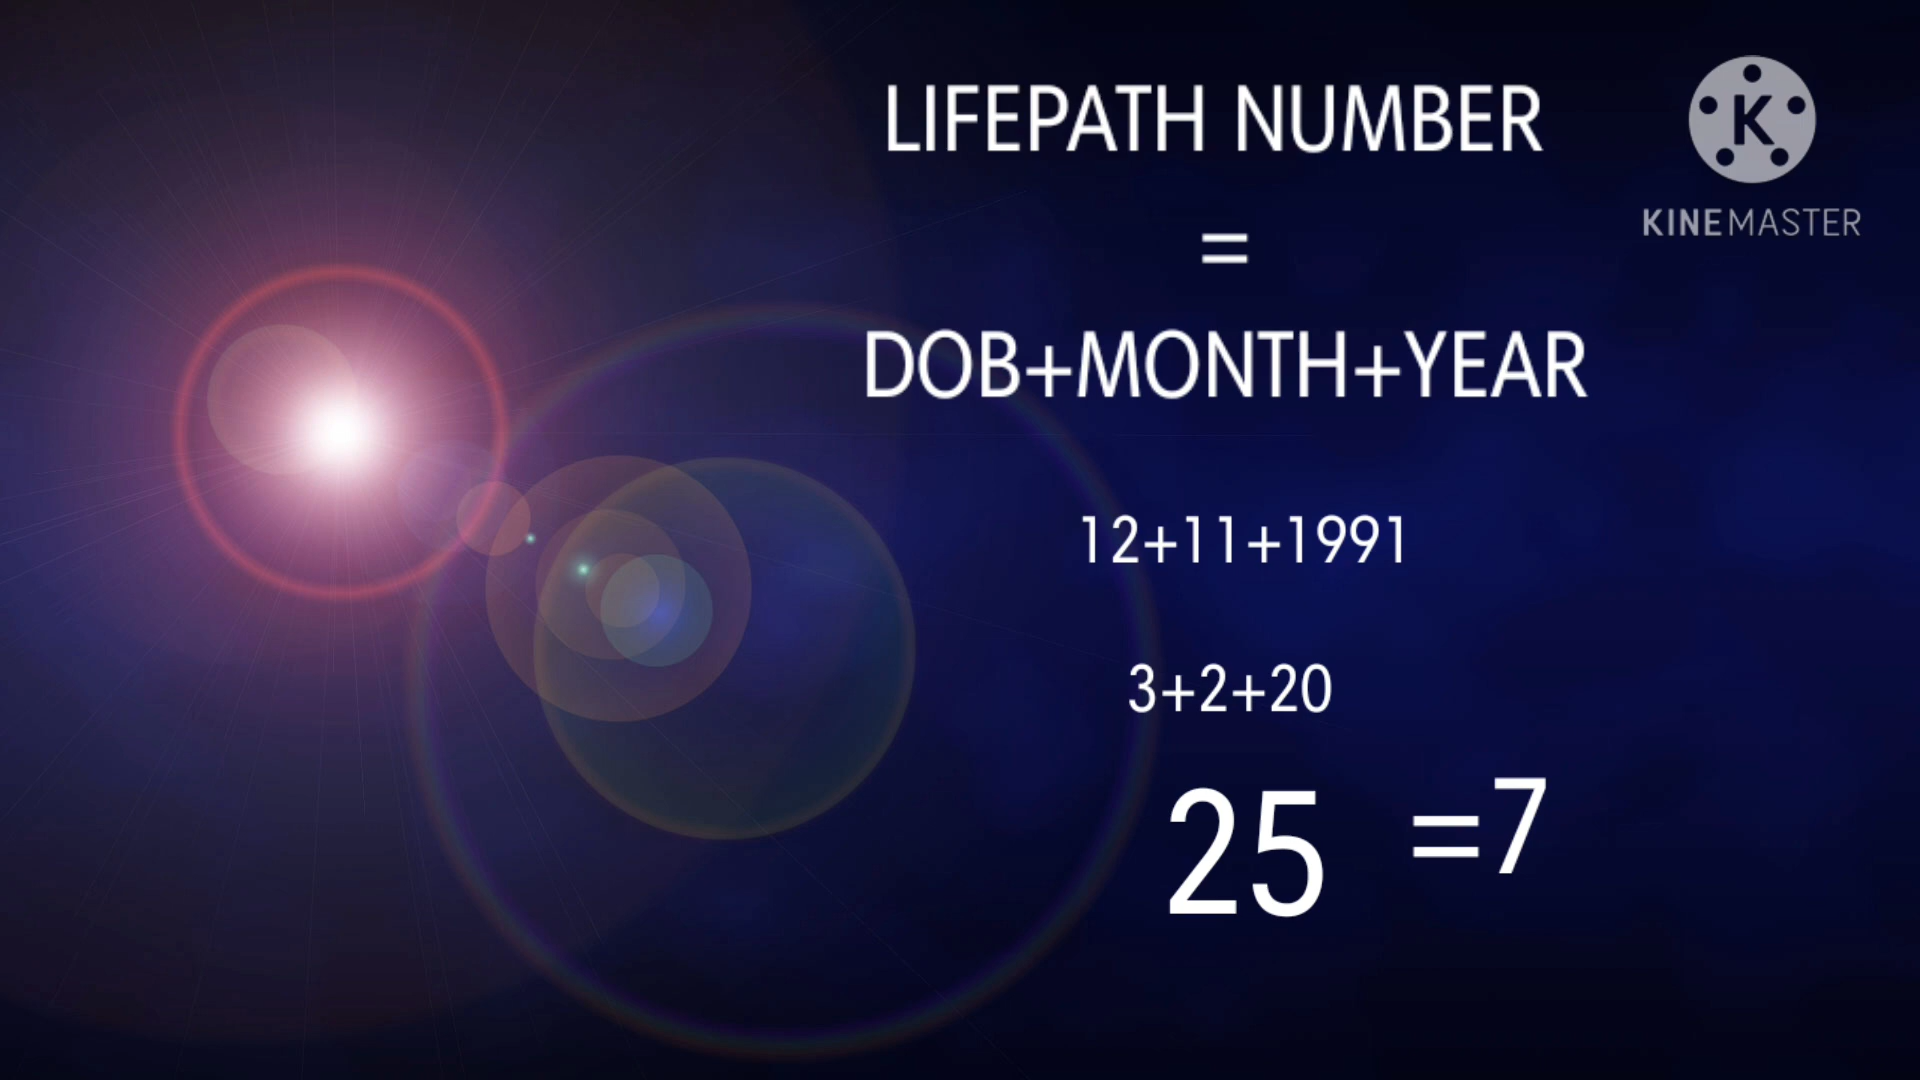 LIFEPATH NUMBER
=
DOB+MONTH+YEAR
12+11+1991
3+2+20
25 =7
K
KINEMASTER